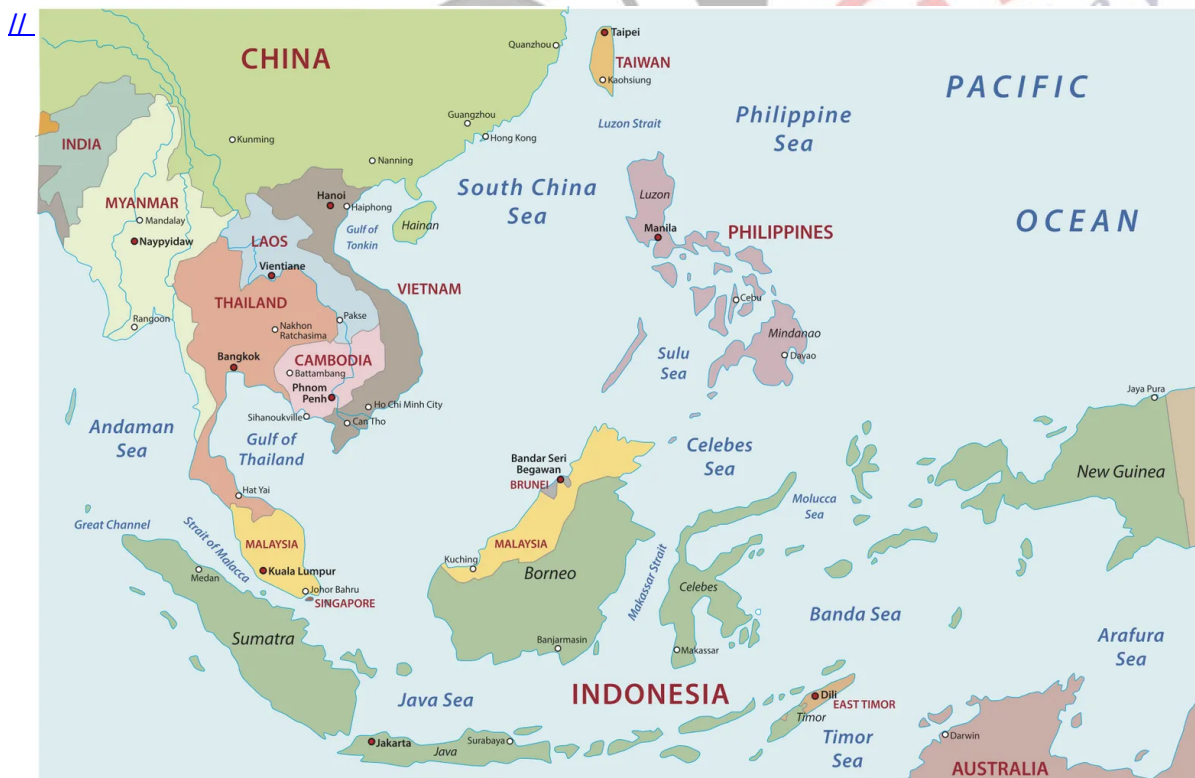 //
CHINA
Quanzhou
Taipei
TAIWAN
Kaohsiung
PACIFIC
Philippine
Sea
Luzon Strait
Guangzhou
Hong Kong
Kunming
INDIA
Nanning
South China
Sea
Luzon
Hanoi
Haiphong
MYANMAR
Mandalay
Naypyidaw
Hainan
Gulf of
Tonkin
OCEAN
Manila
PHILIPPINES
LAOS
Vientiane
VIETNAM
THAILAND
Cebu
Rangoon
Pakse
Nakhon
Ratchasima
Mindanao
Bangkok
CAMBODIA
Battambang
Sulu
Sea
Davao
Phnom
Penh
Jaya Pura
Ho Chi Minh City
Sihanoukville
Can Tho
Andaman
Sea
Gulf of
Thailand
Celebes
Sea
Bandar Seri
Begawan
BRUNEI
New Guinea
Hat Yai
Molucca
Sea
Great Channel
Strait of Malacca
MALAYSIA
MALAYSIA
Kuching
Borneo
Makassar Strait
Kuala Lumpur
Medan
Johor Bahru
SINGAPORE
Celebes
Banda Sea
Sumatra
Banjarmasin
Makassar
Arafura
Sea
Java Sea
INDONESIA
Dili
EAST TIMOR
Timor
Jakarta
Java
Surabaya
Timor
Sea
Darwin
AUSTRALIA